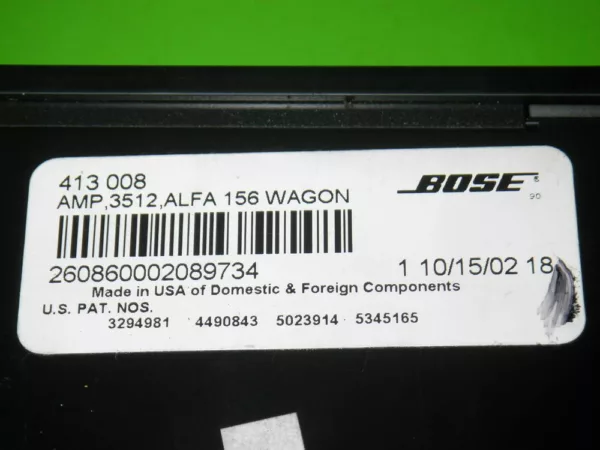 413 008
BOSE ®
AMP,3512,ALFA 156 WAGON
90
260860002089734 1 10/15/02 18
Made in USA of Domestic & Foreign Components
U.S. PAT. NOS.
3294981 4490843 5023914 5345165